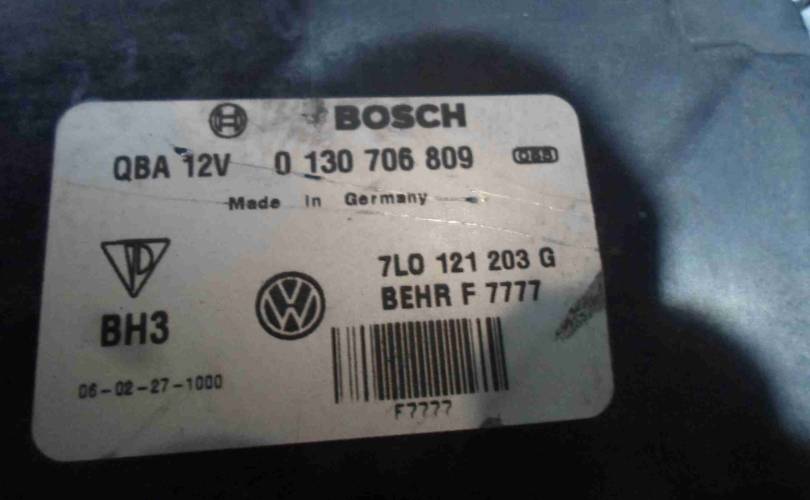 BOSCH
QBA 12V 0 130 706 809
Made in Germany
7L0 121 203 G
BEHR F 7777
BH3
06-02-27-1000
F7777